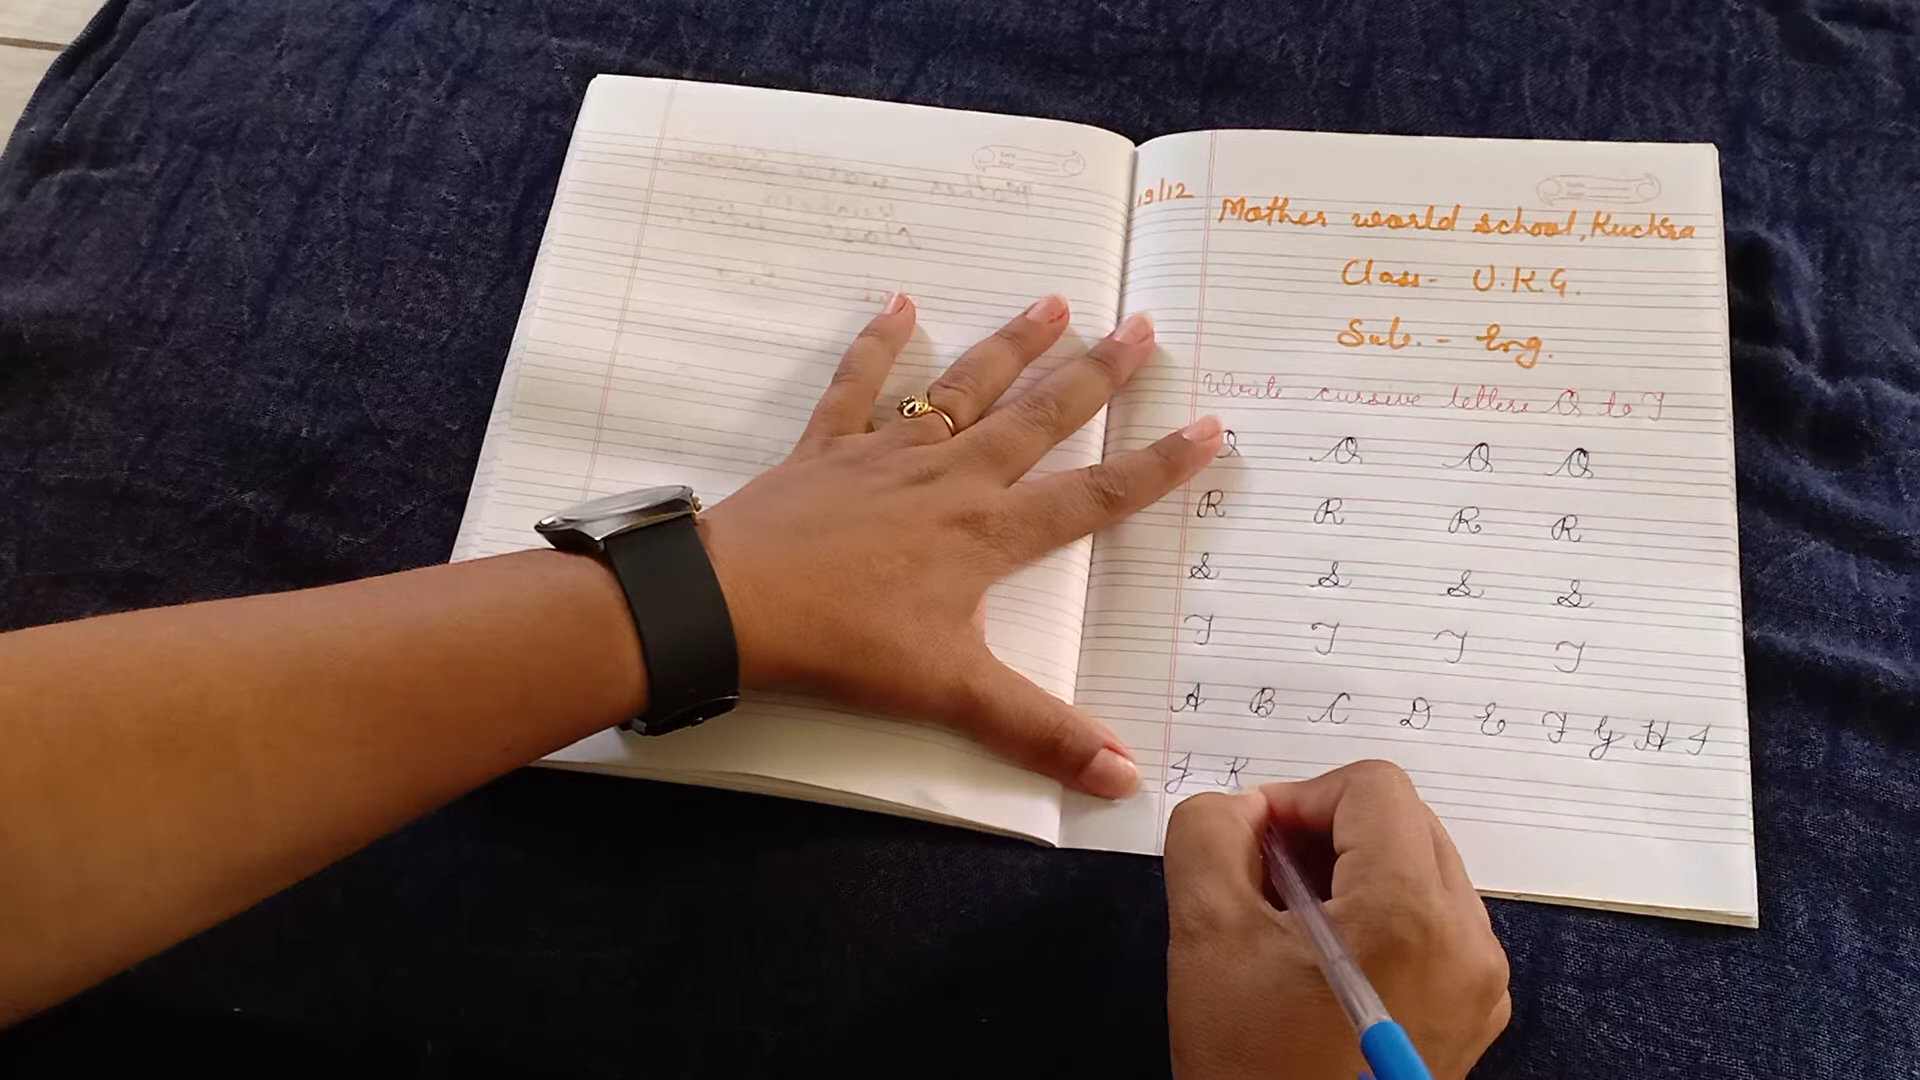 19/12
Mother world school, Kuchra
Class- U.K.G.
Sub.- Eng.
Write cursive letters Q to T
Q Q Q Q
R R R R
S S S S
T T T T
A B C D E F G H I
J K